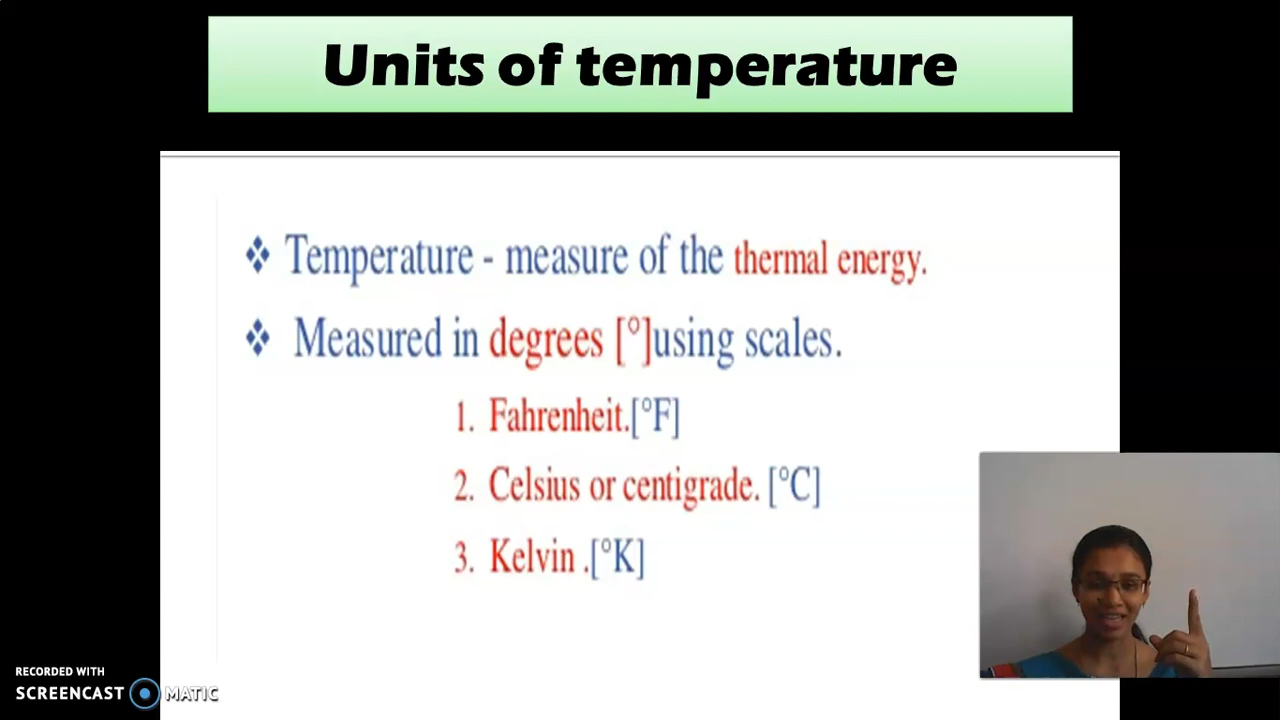 Units of temperature
❖ Temperature - measure of the thermal energy.
❖ Measured in degrees [°]using scales.
1. Fahrenheit.[°F]
2. Celsius or centigrade. [°C]
3. Kelvin .[°K]
RECORDED WITH
SCREENCAST MATIC